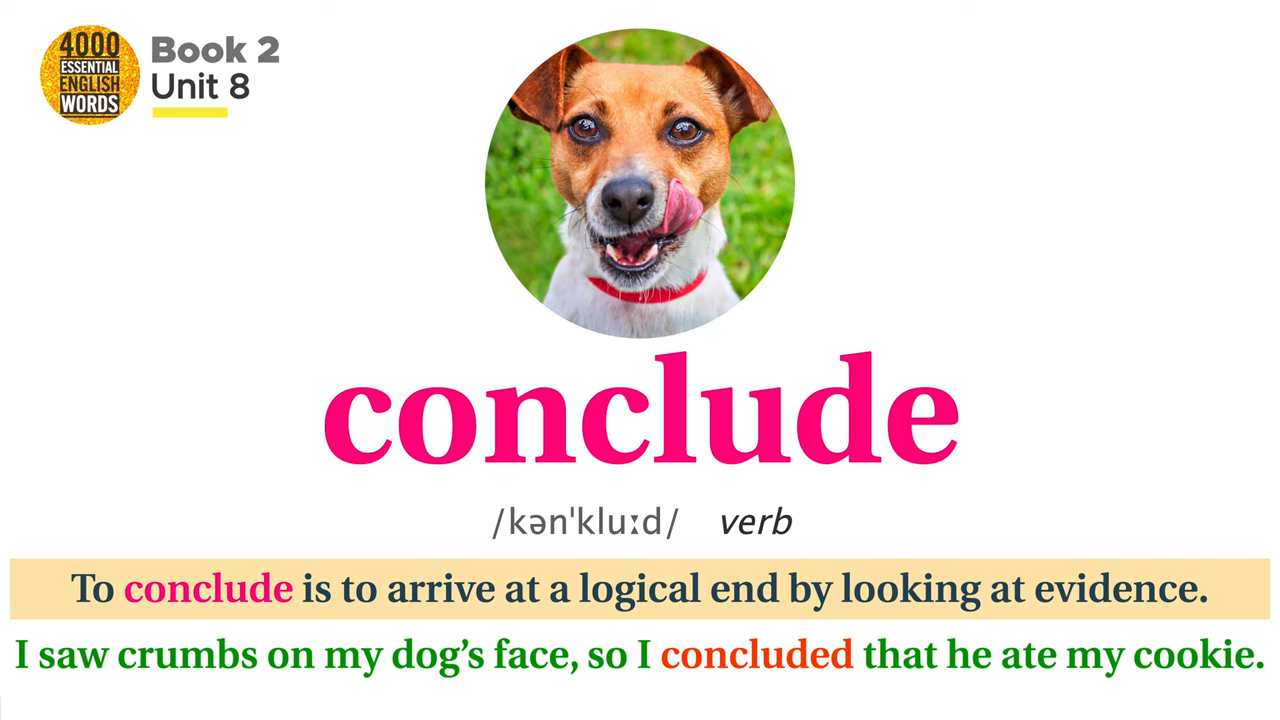 4000
ESSENTIAL
ENGLISH
WORDS
Book 2
Unit 8
conclude
/kənˈkluːd/ verb
To conclude is to arrive at a logical end by looking at evidence.
I saw crumbs on my dog’s face, so I concluded that he ate my cookie.